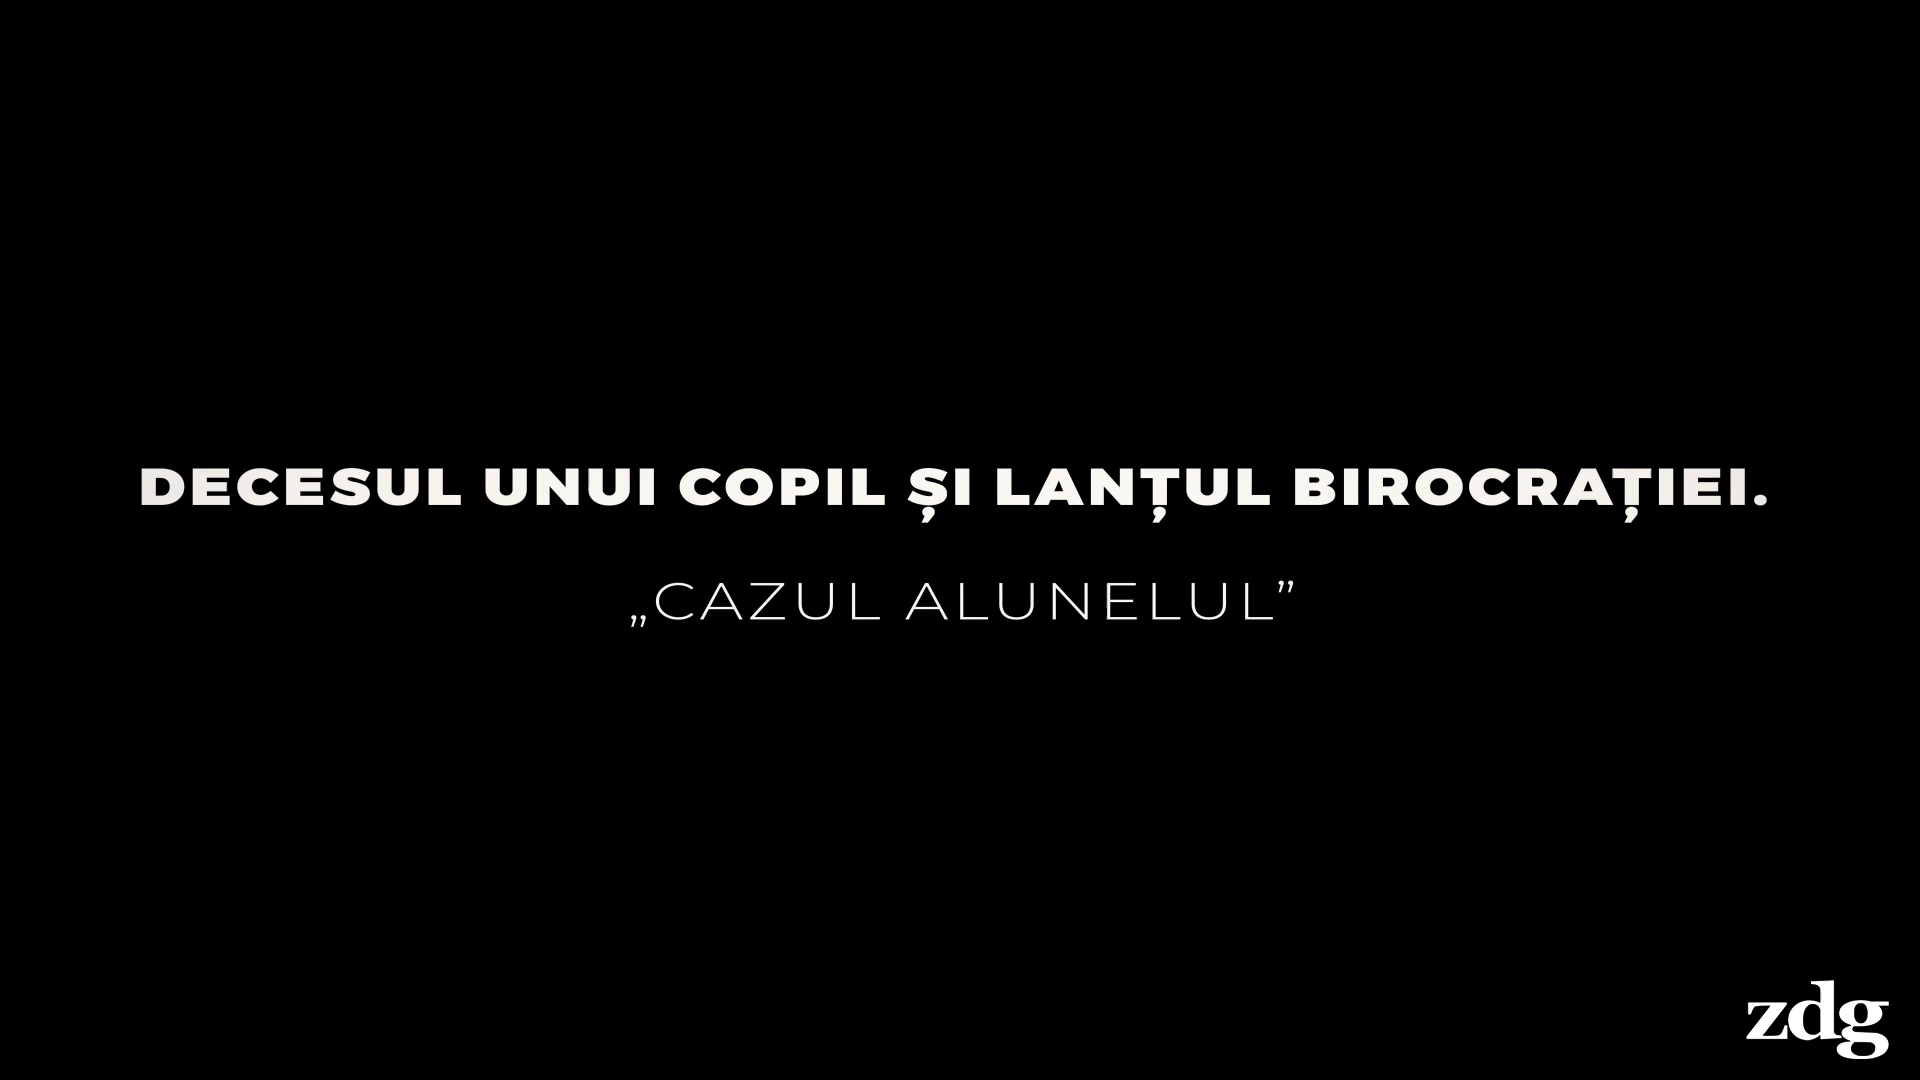 DECESUL UNUI COPIL ȘI LANȚUL BIROCRAȚIEI.
„CAZUL ALUNELUL”
zdg